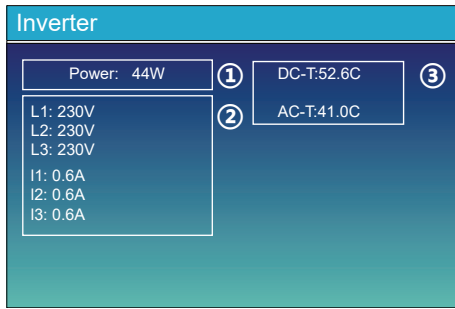 Inverter
Power: 44W
①
L1: 230V
L2: 230V
L3: 230V
I1: 0.6A
I2: 0.6A
I3: 0.6A
②
DC-T:52.6C
AC-T:41.0C
③